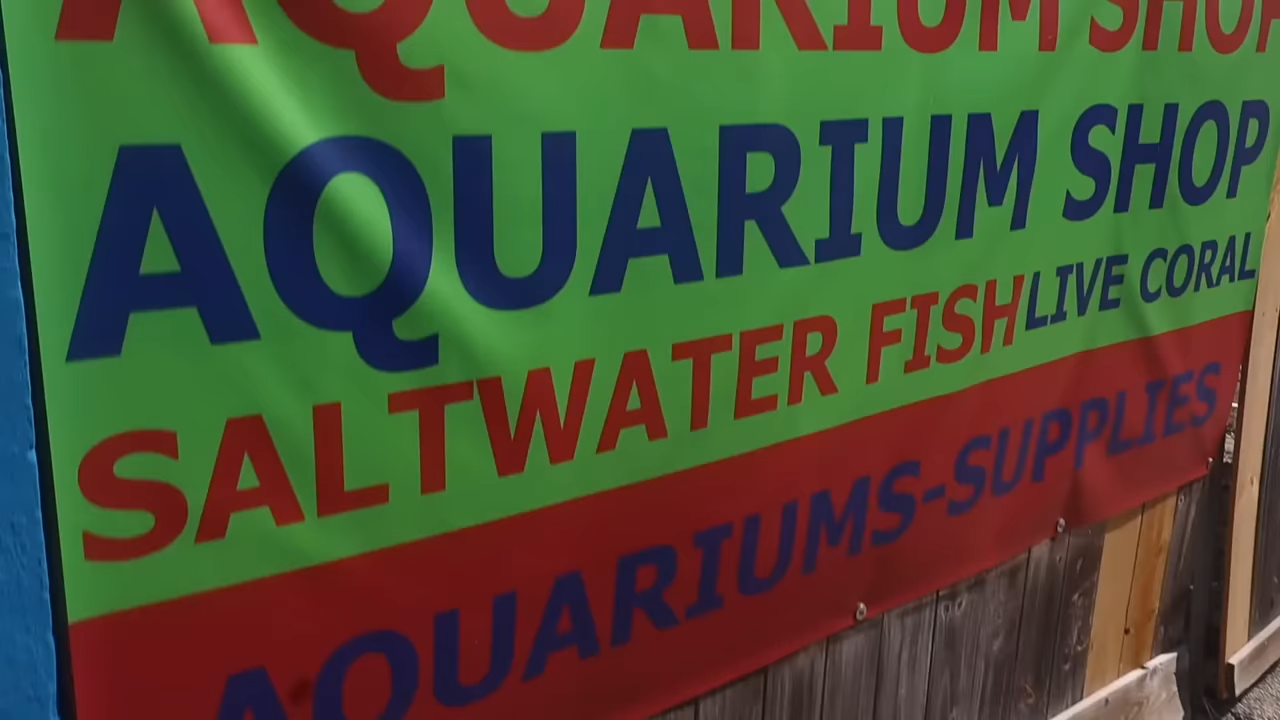 AQUARIUM SHOP
AQUARIUM SHOP
SALTWATER FISH LIVE CORAL
AQUARIUMS-SUPPLIES